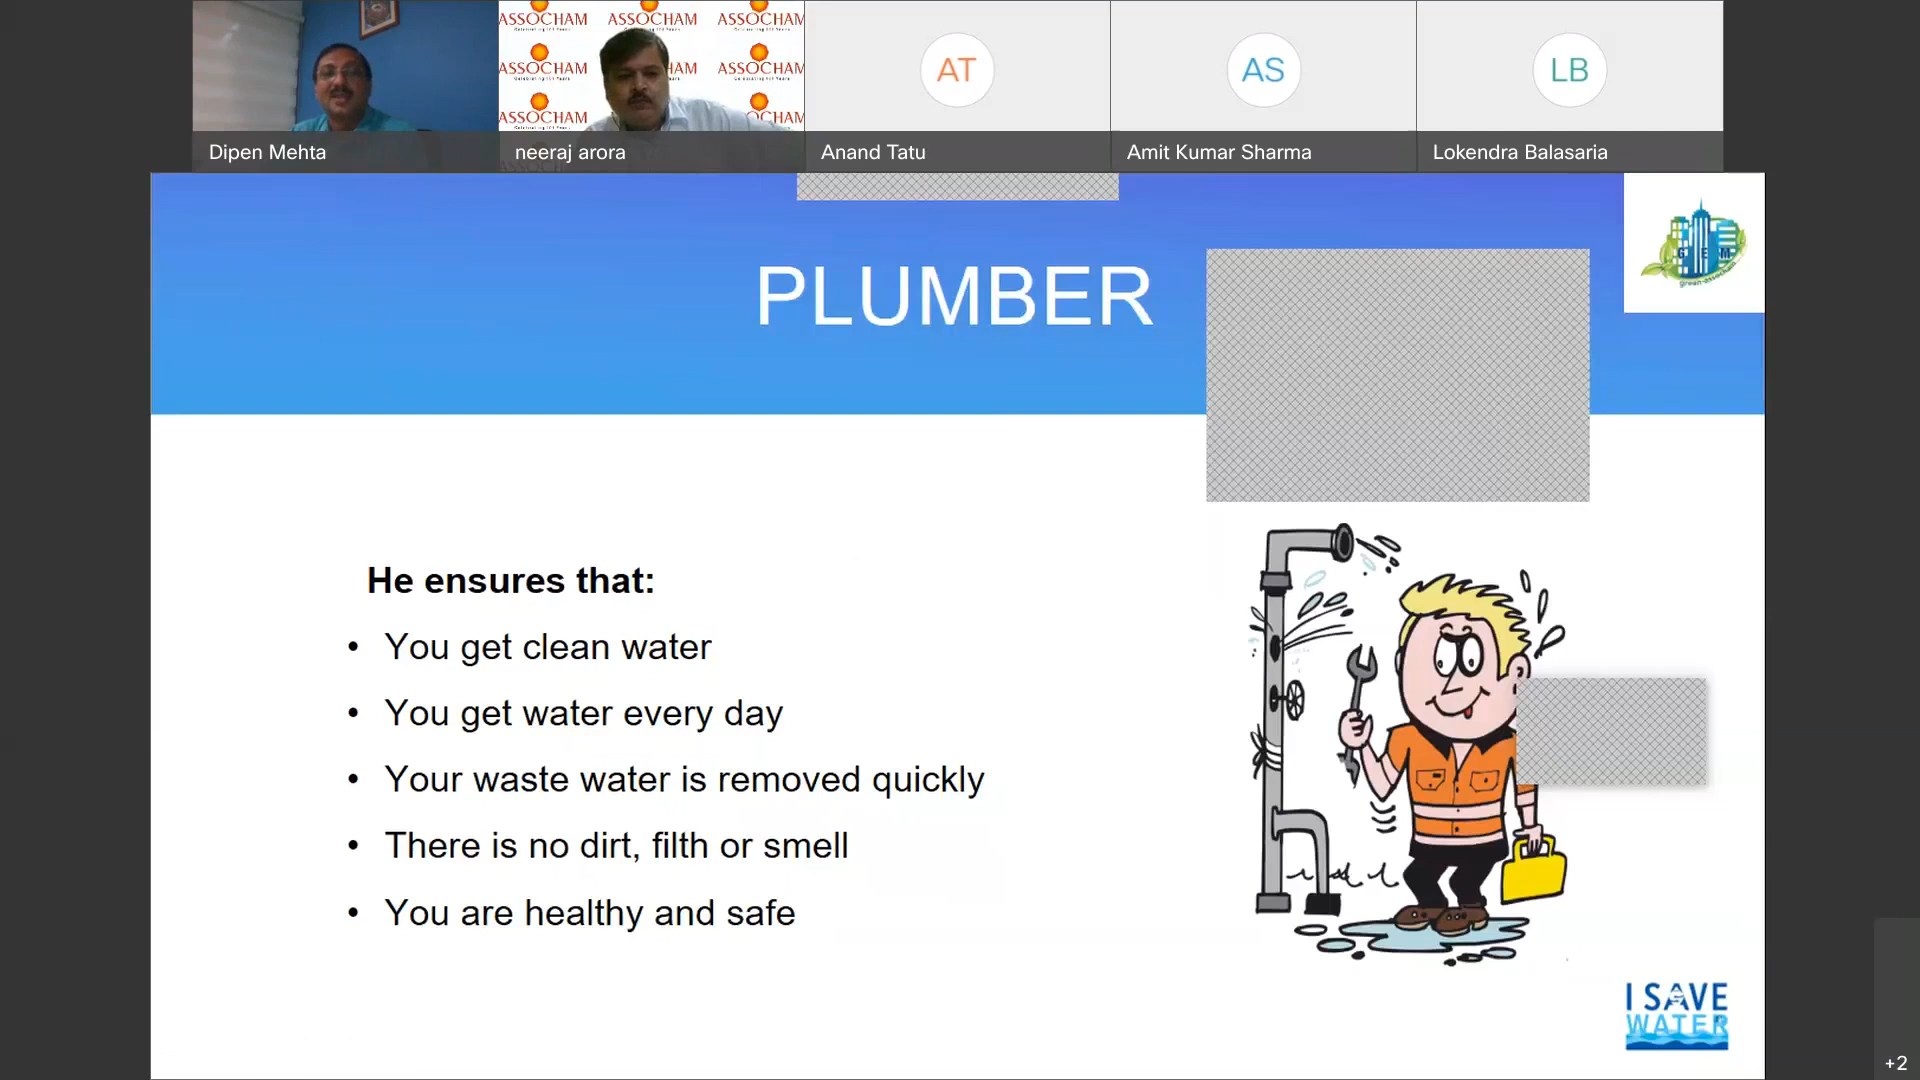 ASSOCHAM ASSOCHAM ASSOCHAM
ASSOCHAM HAM ASSOCHAM
ASSOCHAM OCHAM
AT
AS
LB
Dipen Mehta
neeraj arora
Anand Tatu
Amit Kumar Sharma
Lokendra Balasaria
PLUMBER
G E M
He ensures that:
• You get clean water
• You get water every day
• Your waste water is removed quickly
• There is no dirt, filth or smell
• You are healthy and safe
I SAVE
WATER
+2